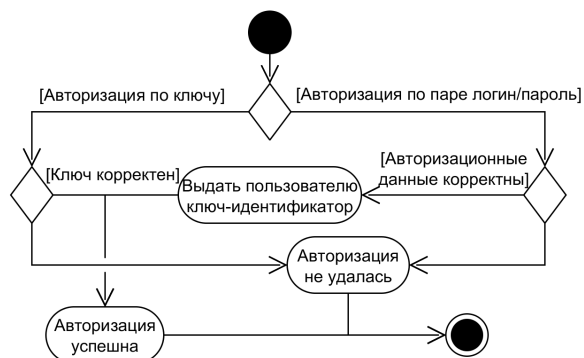 [Авторизация по ключу]
[Авторизация по паре логин/пароль]
[Ключ корректен]
Выдать пользователю
ключ-идентификатор
[Авторизационные
данные корректны]
Авторизация
не удалась
Авторизация
успешна